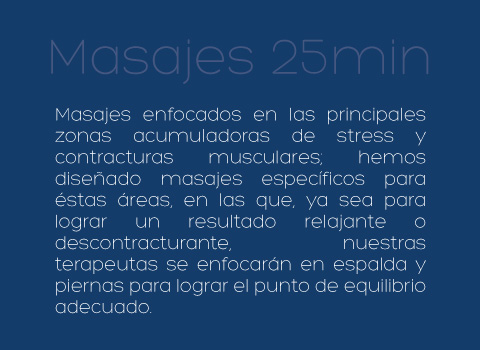 Masajes 25min
Masajes enfocados en las principales
zonas acumuladoras de stress y
contracturas musculares; hemos
diseñado masajes específicos para
éstas áreas, en las que, ya sea para
lograr un resultado relajante o
descontracturante, nuestras
terapeutas se enfocarán en espalda y
piernas para lograr el punto de equilibrio
adecuado.